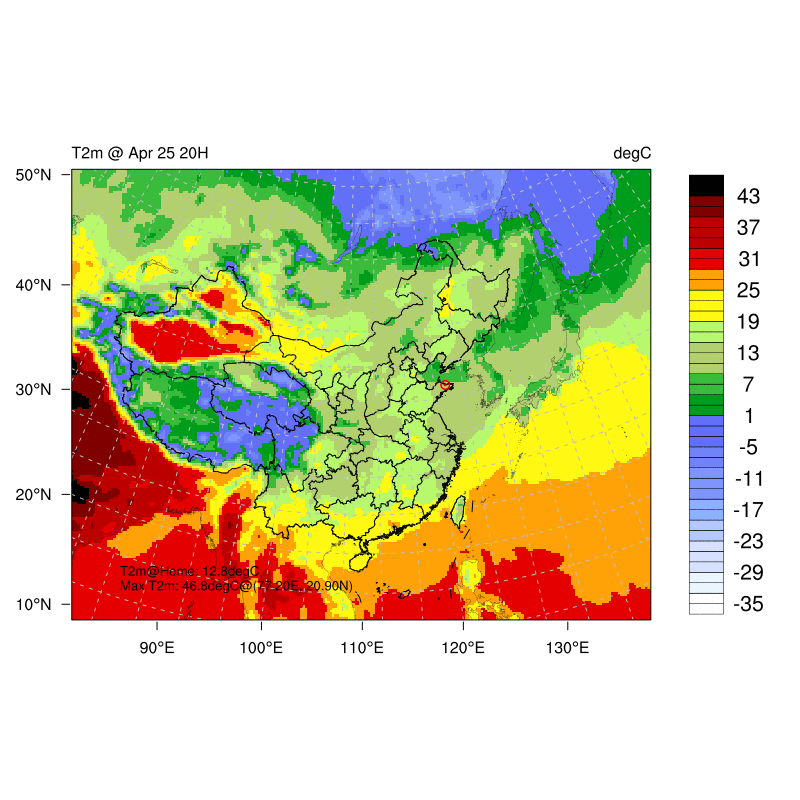 T2m @ Apr 25 20H
degC
50°N
40°N
30°N
20°N
10°N
90°E
100°E
110°E
120°E
130°E
43
37
31
25
19
13
7
1
-5
-11
-17
-23
-29
-35
T2m@Home: 12.8degC
Max T2m: 46.8degC@(77.20E, 20.90N)